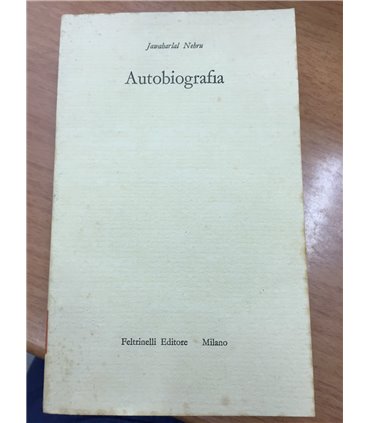 Jawaharlal Nehru
Autobiografia
Feltrinelli Editore Milano